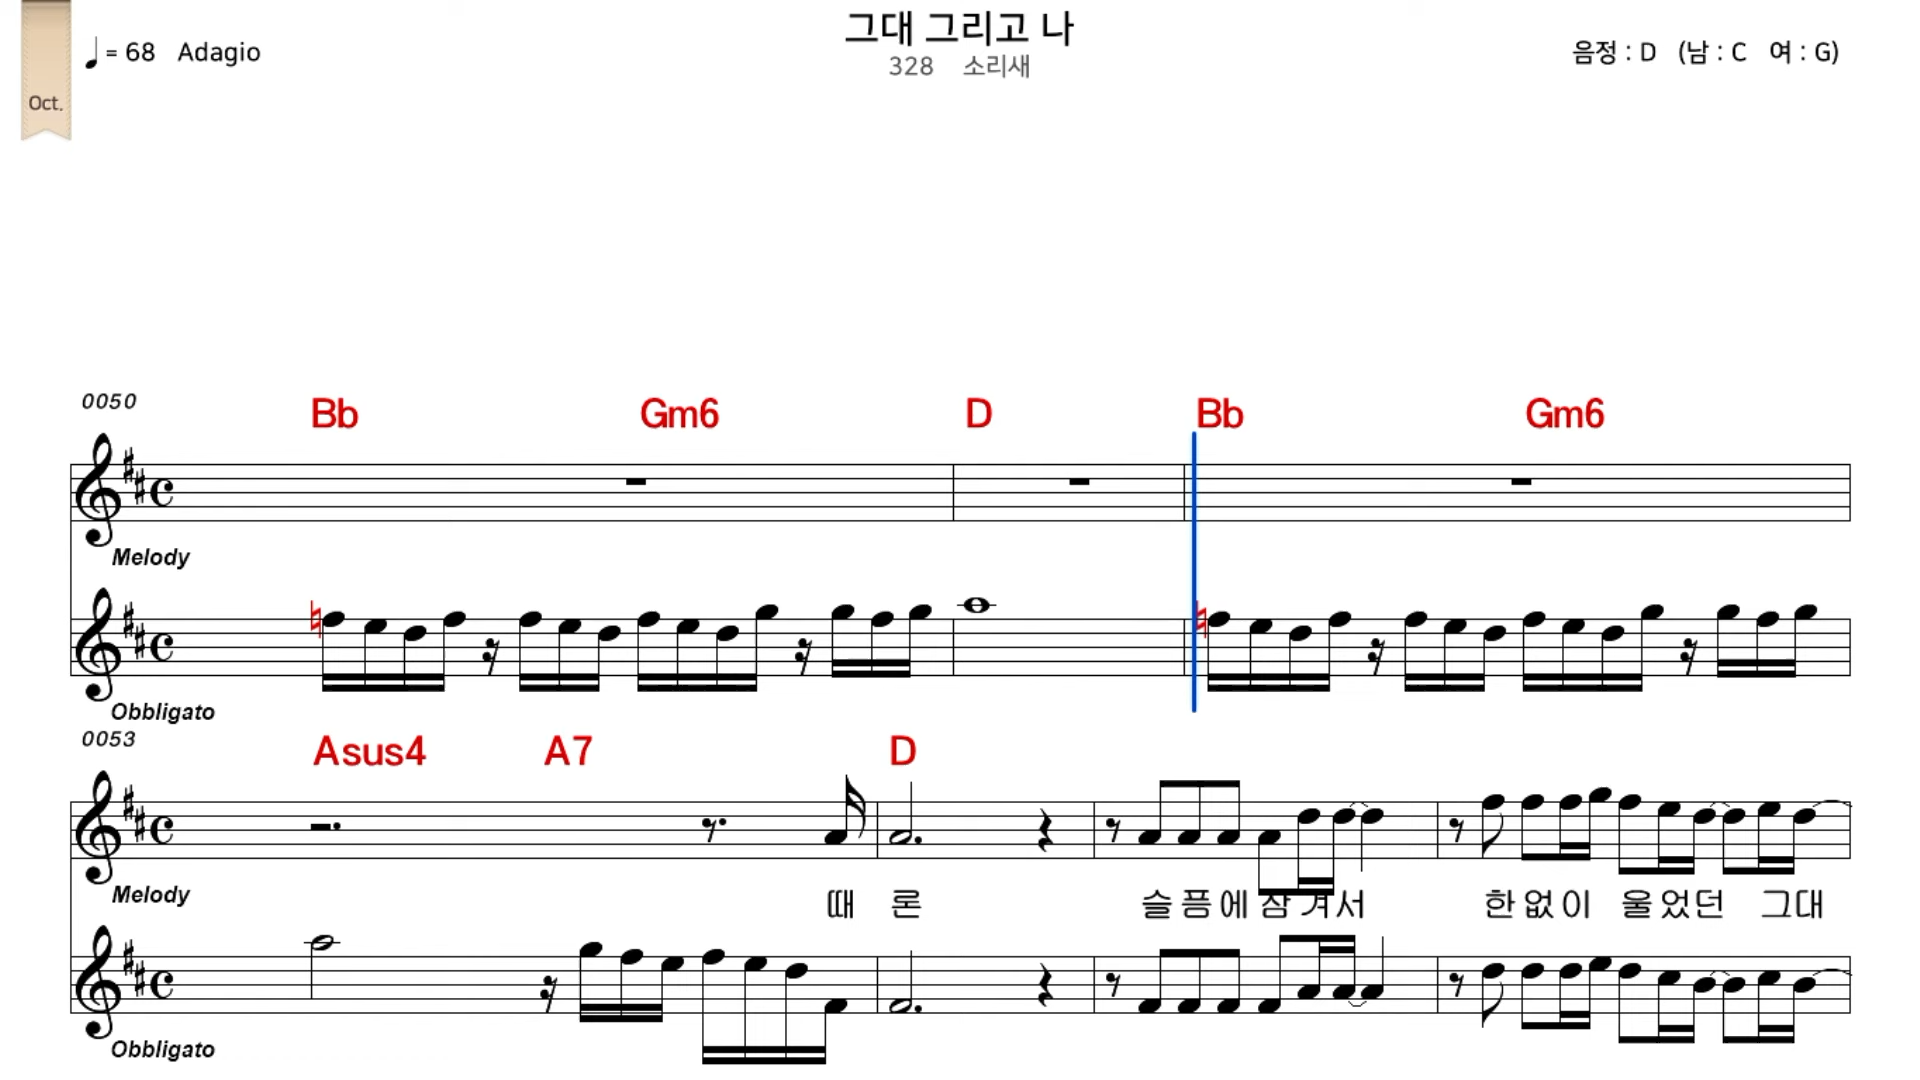 그대 그리고 나
♩= 68 Adagio
328 소리새
음정 : D (남 : C 여 : G)
Oct.
0050
Bb Gm6 D Bb Gm6
Melody
Obbligato
0053
Asus4 A7 D
Melody
때 론 슬픔에 잠겨서 한없이 울었던 그대
Obbligato